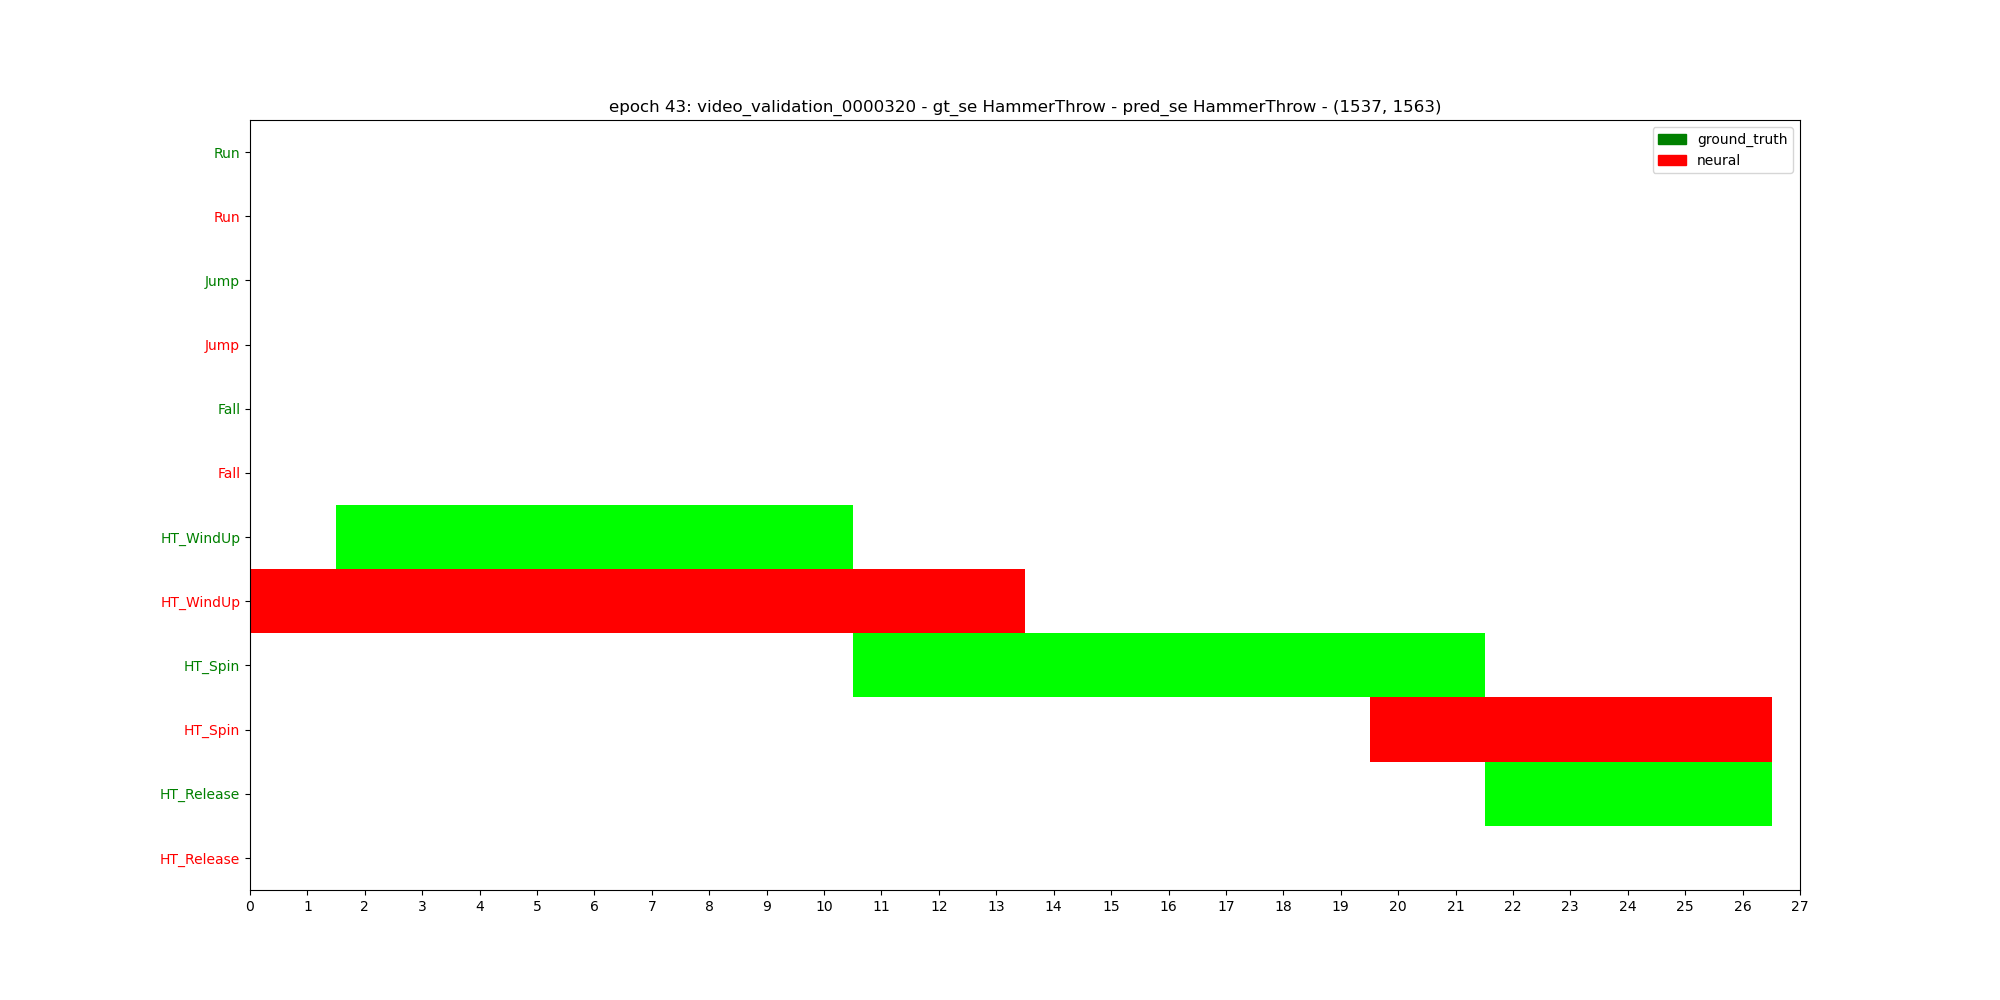 epoch 43: video_validation_0000320 - gt_se HammerThrow - pred_se HammerThrow - (1537, 1563)
ground_truth
neural
Run
Run
Jump
Jump
Fall
Fall
HT_WindUp
HT_WindUp
HT_Spin
HT_Spin
HT_Release
HT_Release
0 1 2 3 4 5 6 7 8 9 10 11 12 13 14 15 16 17 18 19 20 21 22 23 24 25 26 27